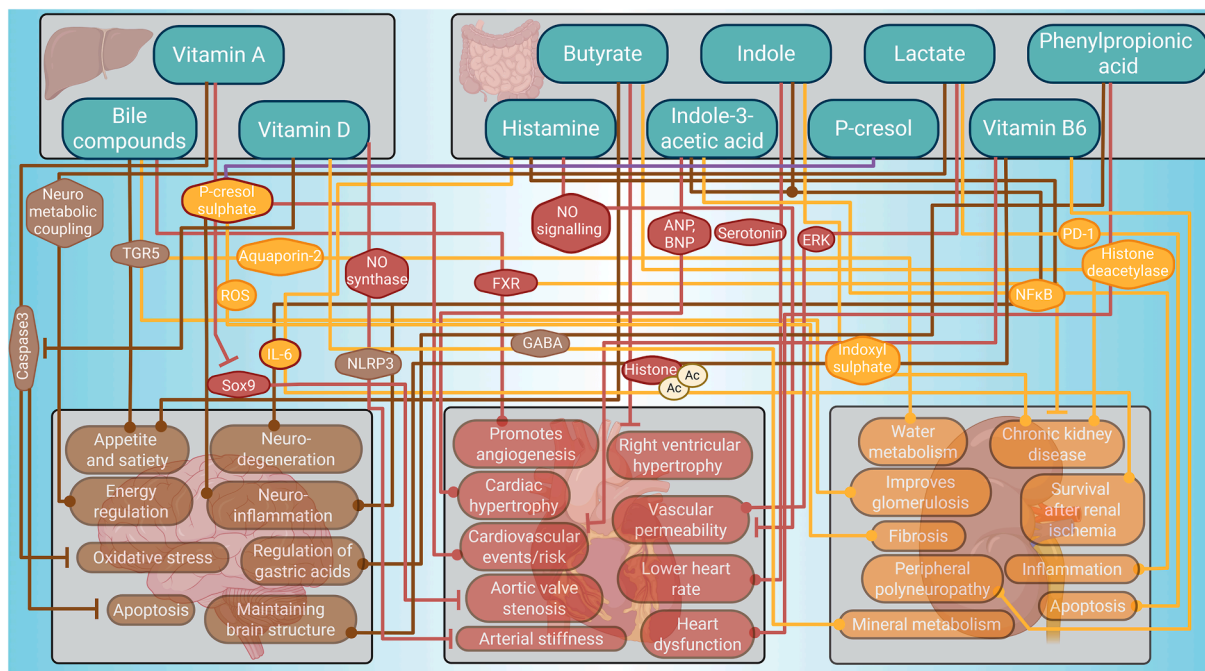 Vitamin A
Bile
compounds
Vitamin D
Butyrate
Indole
Lactate
Phenylpropionic
acid
Histamine
Indole-3-
acetic acid
P-cresol
Vitamin B6
Neuro
metabolic
coupling
P-cresol
sulphate
TGR5
Aquaporin-2
ROS
NO
synthase
NO
signalling
ANP,
BNP
Serotonin
ERK
PD-1
Histone
deacetylase
FXR
NFκB
Caspase3
IL-6
NLRP3
GABA
Sox9
Histone
Ac
Ac
Indoxyl
sulphate
Appetite
and satiety
Neuro-
degeneration
Energy
regulation
Neuro-
inflammation
Oxidative stress
Regulation of
gastric acids
Apoptosis
Maintaining
brain structure
Promotes
angiogenesis
Right ventricular
hypertrophy
Cardiac
hypertrophy
Vascular
permeability
Cardiovascular
events/risk
Lower heart
rate
Aortic valve
stenosis
Heart
dysfunction
Arterial stiffness
Water
metabolism
Chronic kidney
disease
Improves
glomerulosis
Survival
after renal
ischemia
Fibrosis
Peripheral
polyneuropathy
Inflammation
Apoptosis
Mineral metabolism